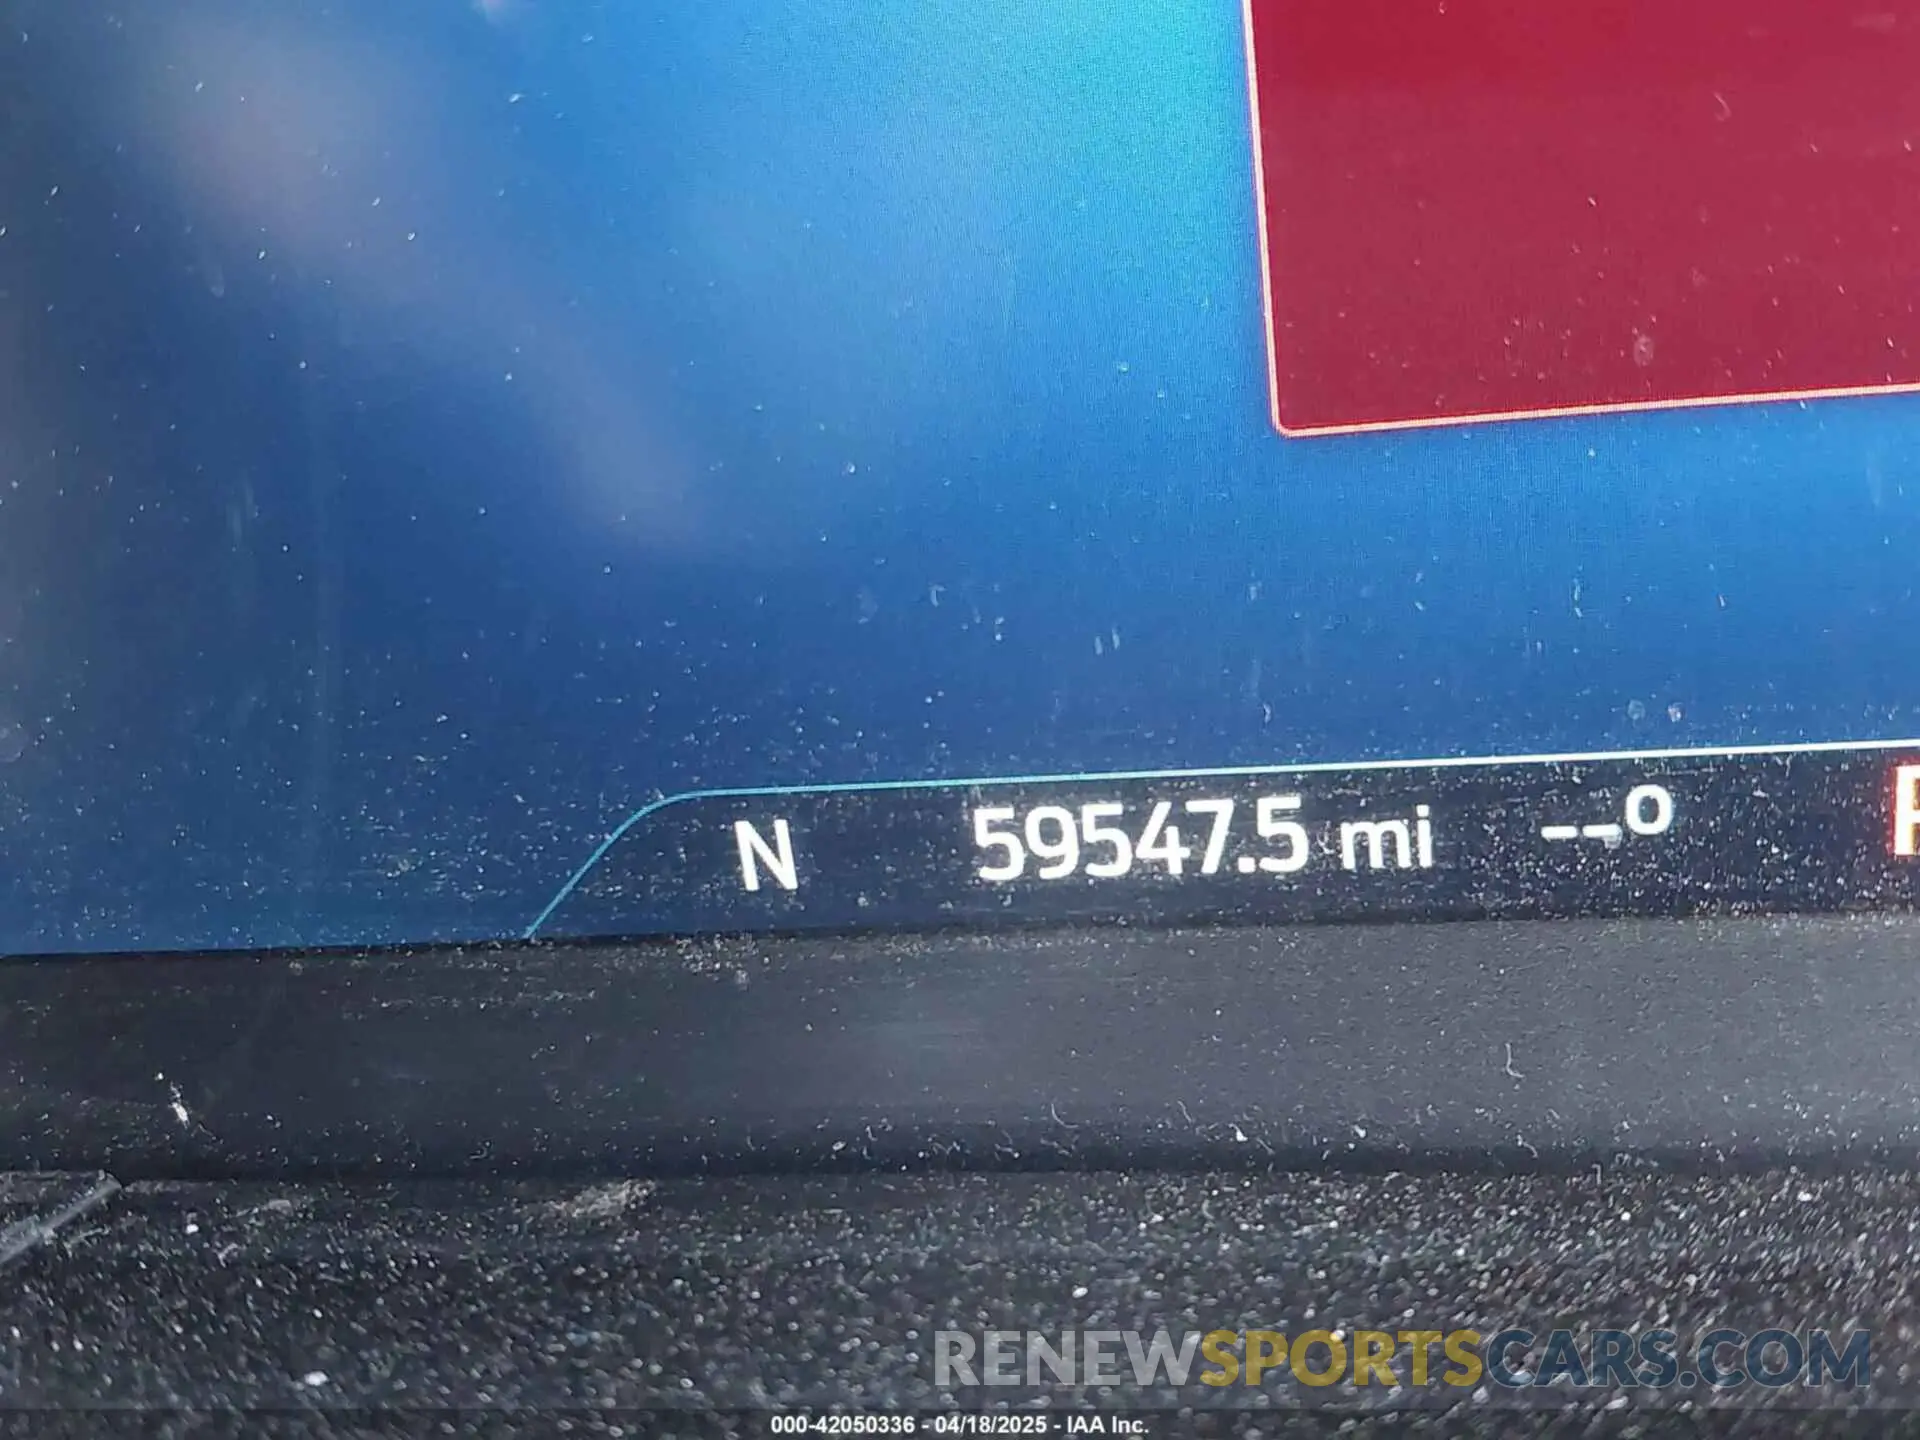 N 59547.5 mi --°
RENEWSPORTSCARS.COM
000-42050336 - 04/18/2025 - IAA Inc.